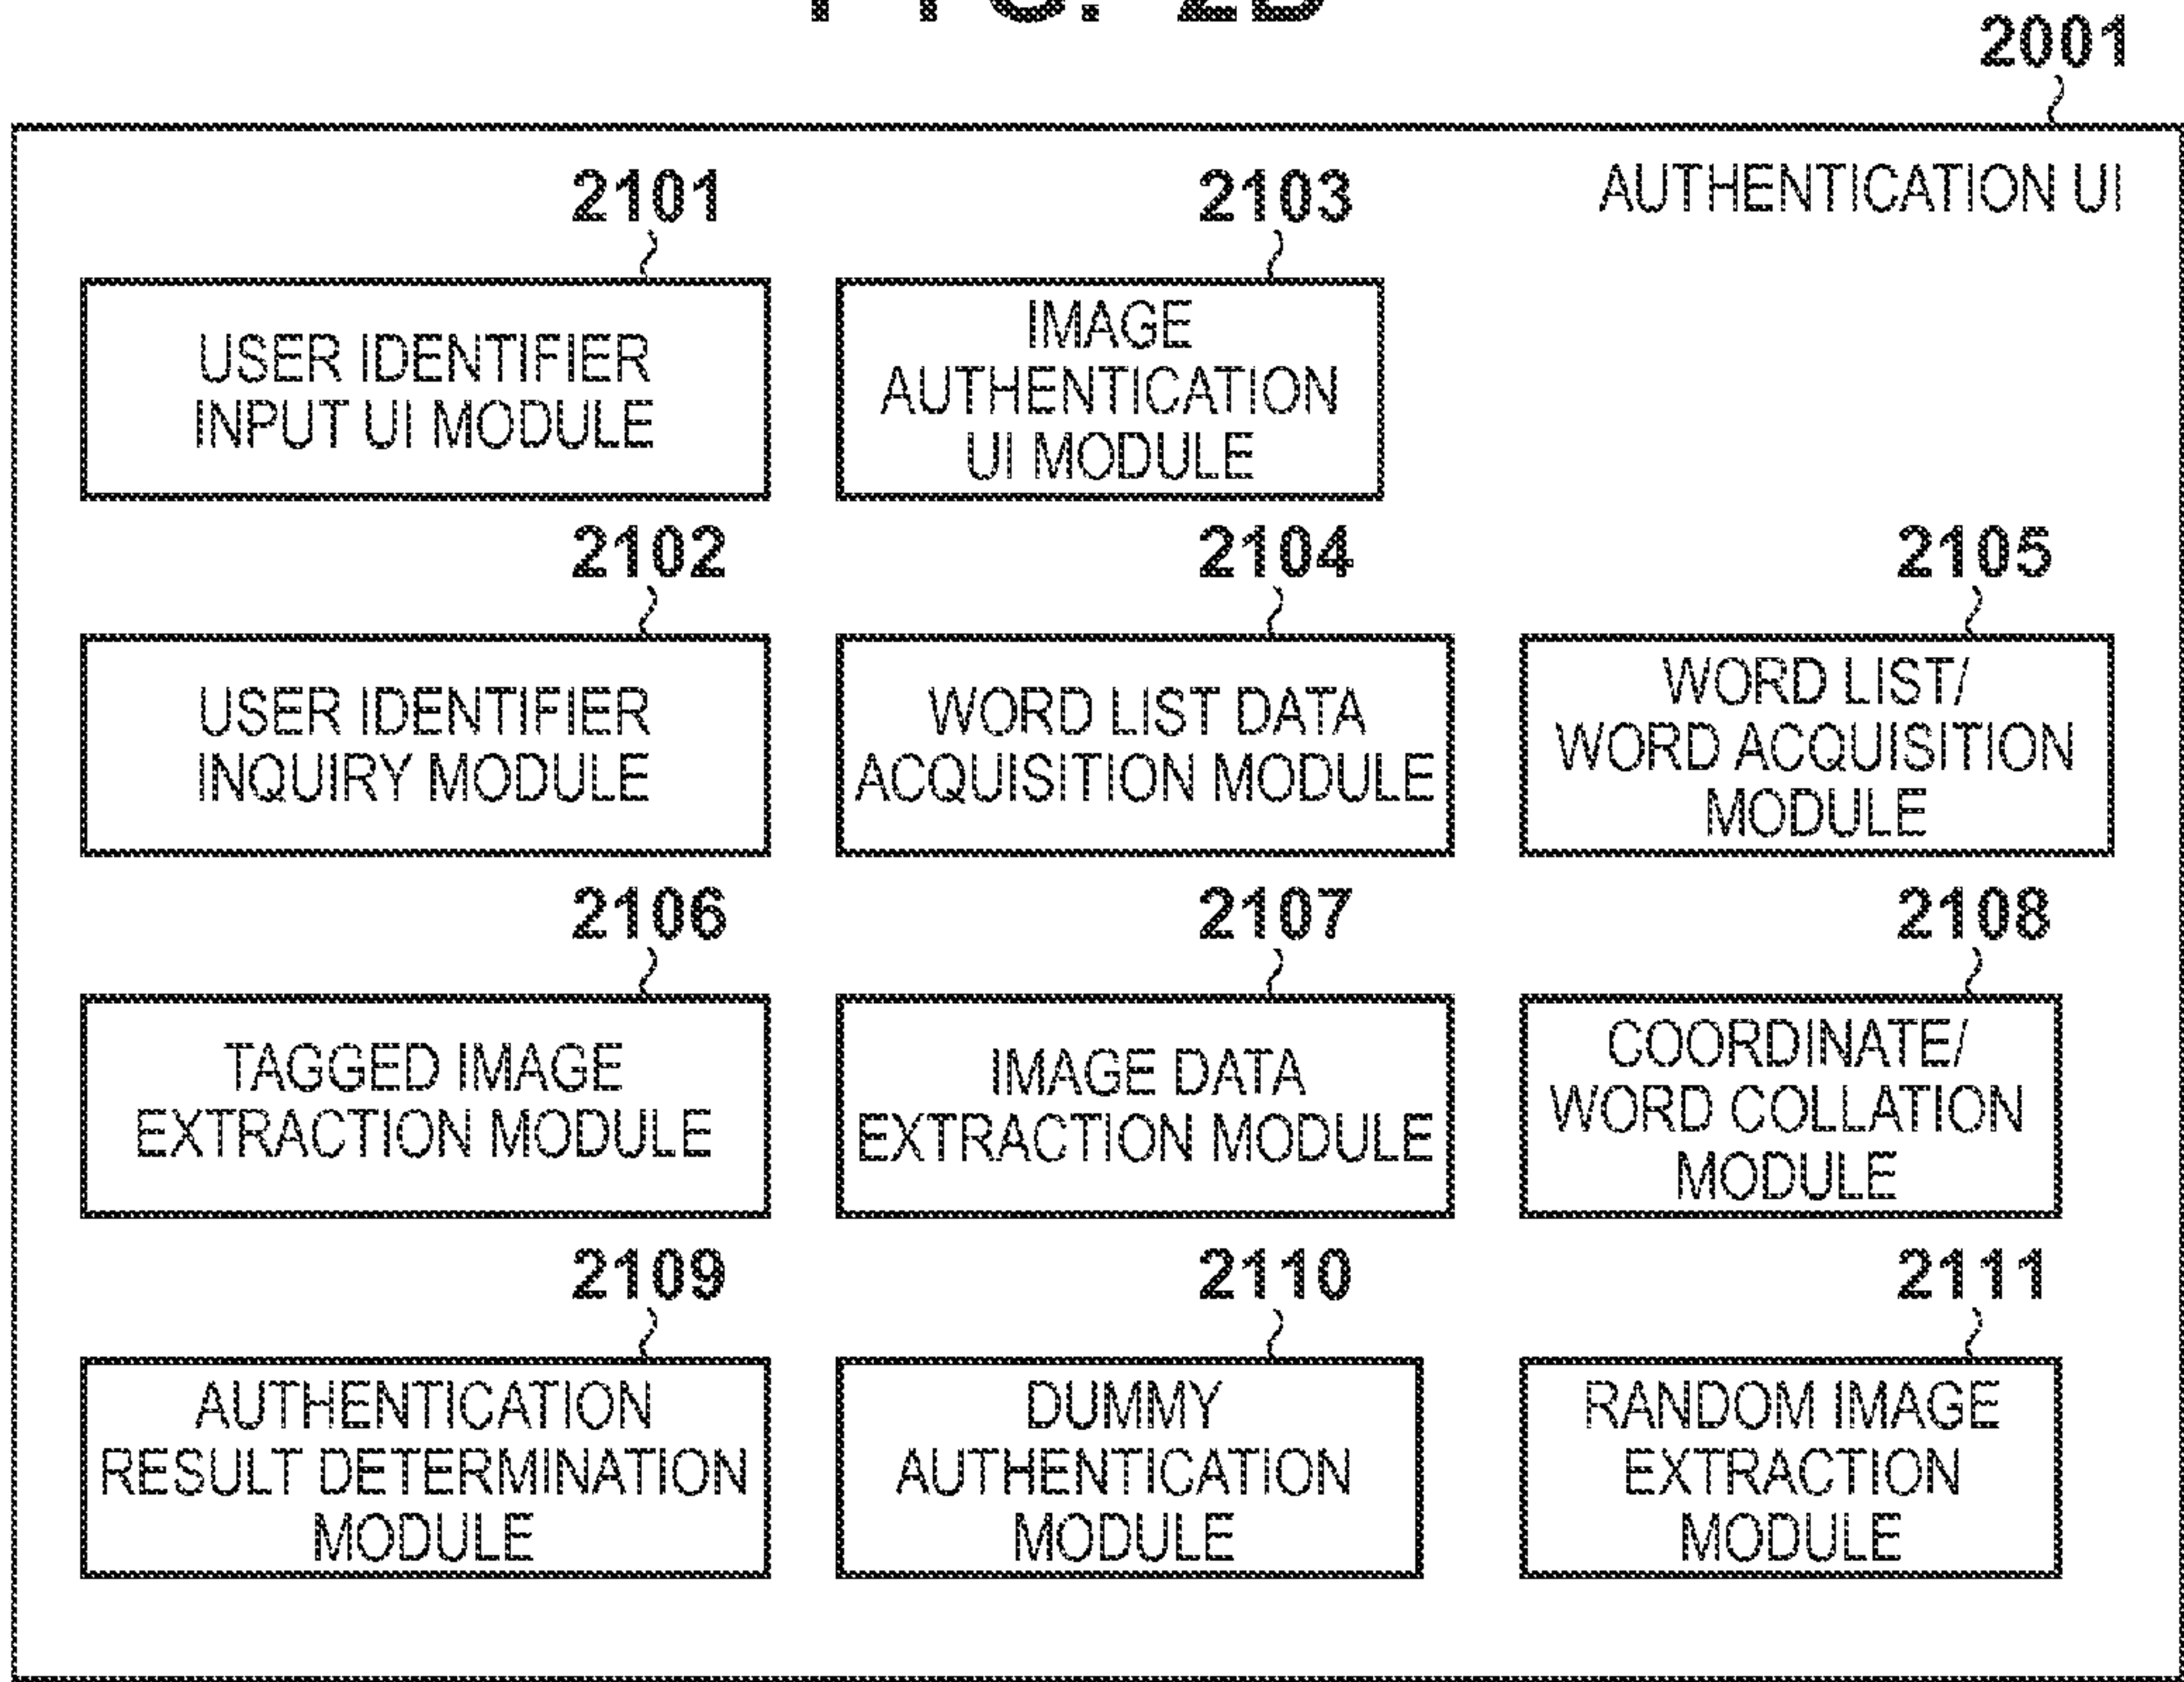 2001
AUTHENTICATION UI
2101
USER IDENTIFIER
INPUT UI MODULE
2103
IMAGE
AUTHENTICATION
UI MODULE
2102
USER IDENTIFIER
INQUIRY MODULE
2104
WORD LIST DATA
ACQUISITION MODULE
2105
WORD LIST/
WORD ACQUISITION
MODULE
2106
TAGGED IMAGE
EXTRACTION MODULE
2107
IMAGE DATA
EXTRACTION MODULE
2108
COORDINATE/
WORD COLLATION
MODULE
2109
AUTHENTICATION
RESULT DETERMINATION
MODULE
2110
DUMMY
AUTHENTICATION
MODULE
2111
RANDOM IMAGE
EXTRACTION
MODULE